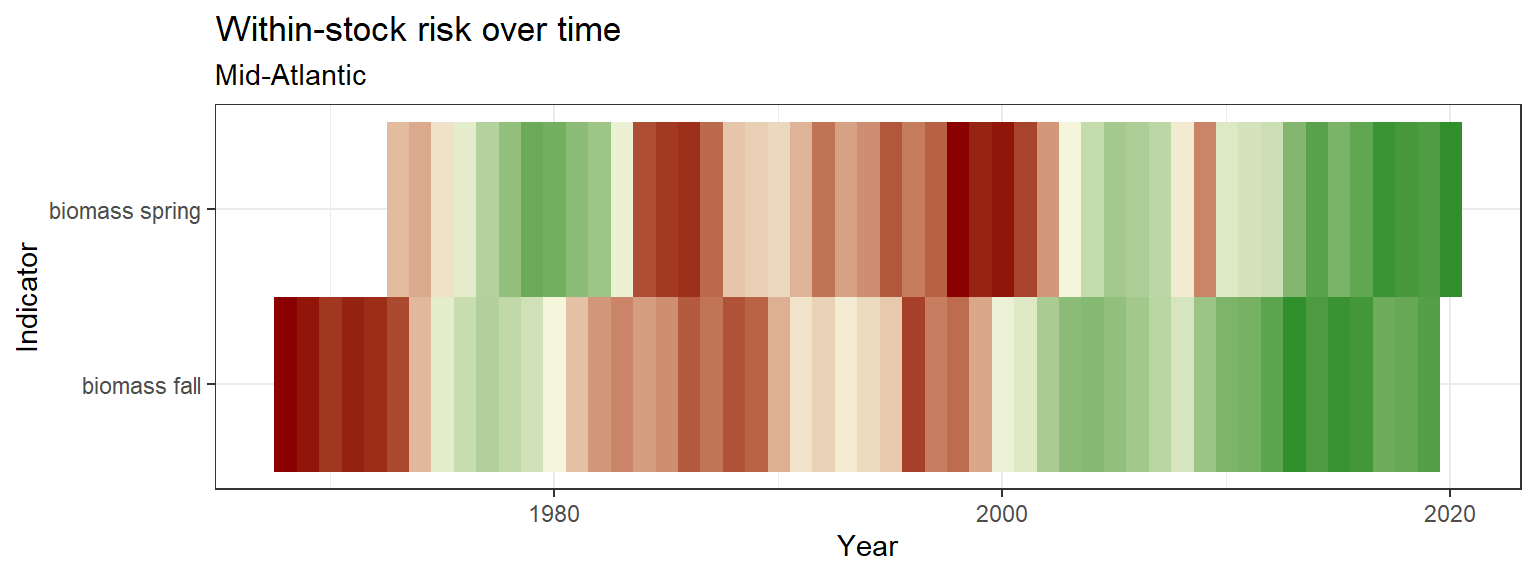 Within-stock risk over time
Mid-Atlantic
Indicator
biomass spring
biomass fall
1980
2000
2020
Year